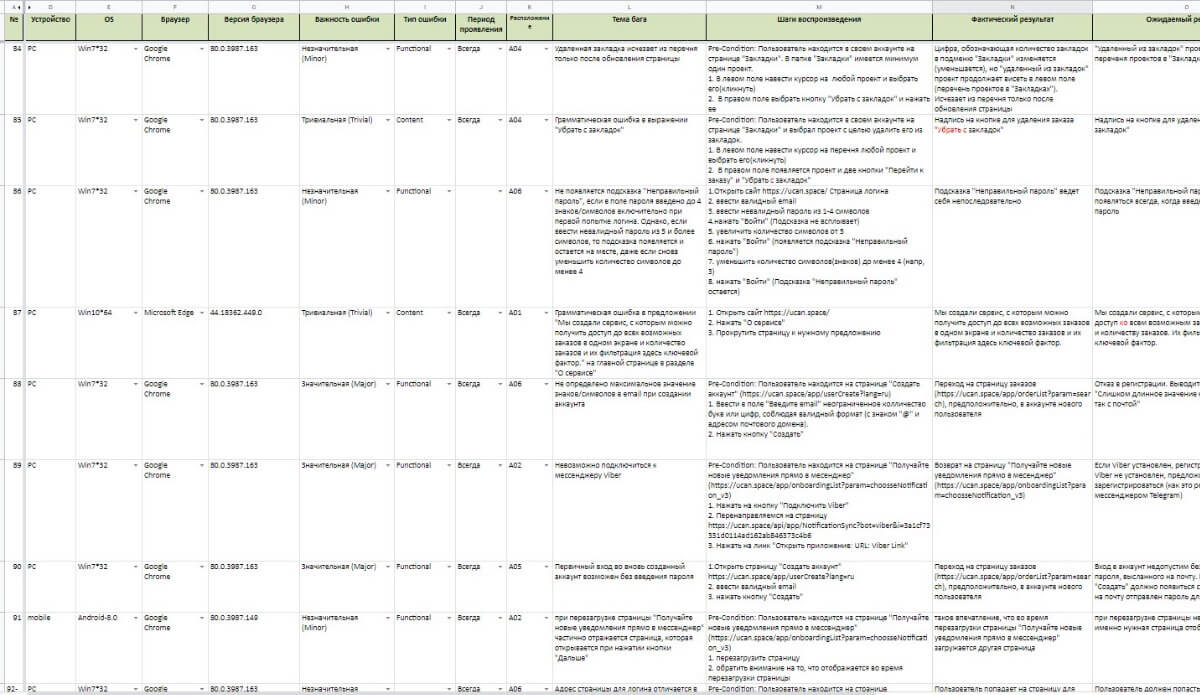 A D E F G H I J K L M N O
№ Устройство OS Браузер Версия браузера Важность ошибки Тип ошибки Период проявления Расположение Тема бага Шаги воспроизведения Фактический результат Ожидаемый ре
84 PC Win7*32 Google Chrome 80.0.3987.163 Незначительная (Minor) Functional Всегда A04
Удаленная закладка исчезает из перечня
только после обновления страницы
Pre-Condition: Пользователь находится в своем аккаунте на
странице "Закладки". В папке "Закладки" имеется минимум
один проект.
1. В левом поле навести курсор на любой проект и выбрать
его(кликнуть)
2. В правом поле выбрать кнопку "Убрать с закладок" и нажать
ее
Цифра, обозначающая количество закладок
в подменю "Закладки" изменяется
(уменьшается), но "удаленный из закладок"
проект продолжает висеть в левом поле
(перечень проектов в "Закладках").
Исчезает из перечня только после
обновления страницы
"Удаленный из закладок" прое
перечня проектов в "Закладк
85 PC Win7*32 Google Chrome 80.0.3987.163 Тривиальная (Trivial) Content Всегда A04
Грамматическая ошибка в выражении
"Убрать с закладок"
Pre-Condition: Пользователь находится в своем аккаунте на
странице "Закладки" и выбрал проект с целью удалить его из
закладок.
1. В левом поле навести курсор на перечня любой проект и
выбрать его(кликнуть)
2. В правом поле появляется проект и две кнопки "Перейти к
заказу" и "Убрать с закладок"
Надпись на кнопке для удаления заказа
"Убрать с закладок"
Надпись на кнопке для удален
закладок"
86 PC Win7*32 Google Chrome 80.0.3987.163 Незначительная (Minor) Functional A06
Не появляется подсказка "Неправильный
пароль", если в поле пароля введено до 4
знаков/символов включительно при
первой попытке логина. Однако, если
ввести невалидный пароль из 5 и более
символов, то подсказка появляется и
остается на месте, даже если снова
уменьшить количество символов до
менее 4
1.Открыть сайт https://ucan.space/ Страница логина
2. ввести валидный email
3. ввести невалидный пароль из 1-4 символов
4.нажать "Войти" (Подсказка не всплывает)
5. увеличить количество символов от 5
6. нажать "Войти" (появляется подсказка "Неправильный
пароль")
7. уменьшить количество символов(знаков) до менее 4 (напр,
3)
8. нажать "Войти" (Подсказка "Неправильный пароль"
остается)
Подсказка "Неправильный пароль" ведет
себя непоследовательно
Подсказка "Неправильный пар
появляться всегда, когда введе
пароль
87 PC Win10*64 Microsoft Edge 44.18362.449.0 Тривиальная (Trivial) Content Всегда A01
Грамматическая ошибка в предложении
"Мы создали сервис, с которым можно
получить доступ до всех возможных
заказов в одном экране и количество
заказов и их фильтрация здесь ключевой
фактор." на главной странице в разделе
"О сервисе"
1. Открыть сайт https://ucan.space/
2. Нажать "О сервисе"
3. Прокрутить страницу к нужному предложению
Мы создали сервис, с которым можно
получить доступ до всех возможных заказов
в одном экране и количество заказов и их
фильтрация здесь ключевой фактор.
Мы создали сервис, с которым
доступ ко всем возможным за
и количеству заказов. Их филь
ключевой фактор.
88 PC Win7*32 Google Chrome 80.0.3987.163 Значительная (Major) Functional Всегда A06
Не определено максимальное значение
знаков/символов в email при создании
аккаунта
Pre-Condition: Пользователь находится на странице "Создать
аккаунт" (https://ucan.space/app/userCreate?lang=ru)
1. Ввести в поле "Введите email" неограниченное колличество
букв или цифр, соблюдая валидный формат (с знаком "@" и
адресом почтового домена).
2. Нажать кнопку "Создать"
Переход на страницу заказов
(https://ucan.space/app/orderList?param=sear
ch), предположительно, в аккаунте нового
пользователя
Отказ в регистрации. Выводит
"Слишком длинное значение
так с почтой"
89 PC Win7*32 Google Chrome 80.0.3987.163 Значительная (Major) Functional Всегда A02
Невозможно подключиться к
мессенджеру Viber
Pre-Condition: Пользователь находится на странице "Получайте
новые уведомления прямо в месенджер"
(https://ucan.space/app/onboardingList?param=choosseNotificati
on_v3)
1. Нажать на кнопку "Подключить Viber"
2. Перенаправляемся на страницу
https://ucan.space/api/app/NotificationSync?bot=viber&i=3a1cf73
331d0114ad162ab846373c4b6
3. Нажать на линк "Открыть приложение: URL: Viber Link"
Возврат на страницу "Получайте новые
уведомления прямо в месенджер"
(https://ucan.space/app/onboardingList?para
m=choosseNotification_v3)
Если Viber установлен, регистр
Viber не установлен, предложе
зарегистрироваться (как это ре
мессенджером Telegram)
90 PC Win7*32 Google Chrome 80.0.3987.163 Значительная (Major) Functional Всегда A05
Первичный вход во вновь созданный
аккаунт возможен без введения пароля
1.Открыть страницу "Создать аккаунт"
https://ucan.space/app/userCreate?lang=ru
2. ввести валидный email
3. нажать кнопку "Создать"
Переход на страницу заказов
(https://ucan.space/app/orderList?param=sear
ch), предположительно, в аккаунте нового
пользователя
Вход в аккаунт недопустим бе
пароля, высланного на почту.
"Создать" должно появиться с
на почту отправлен пароль дл
91 mobile Android-8.0 Google Chrome 80.0.3987.149 Незначительная (Minor) Functional Всегда A02
при перезагрузке страницы "Получайте
новые уведомления прямо в мессенджер"
частично отражается страница, которая
открывается при нажатии кнопки
"Дальше"
Pre-Condition: Пользователь находится на странице "Получайте
новые уведомления прямо в месенджер"
(https://ucan.space/app/onboardingList?param=choosseNotificati
on_v3)
1. перезагрузить страницу
2. обратить внимание на то, что отображается во время
перезагрузки страницы
такое впечатление, что во время
перезагрузки страницы "Получайте новые
уведомления прямо в мессенджер"
загружается другая страница
при перезагрузке страницы не
именно нужная страница отоб
92- PC Win7*32 Google 80.0.3987.163 Незначительная Functional Всегда A06
Адрес страницы для логина отличается в
Pre-Condition: Пользователь находится на странице
Пользователь попадает на страницу для
Пользователь должен попасть